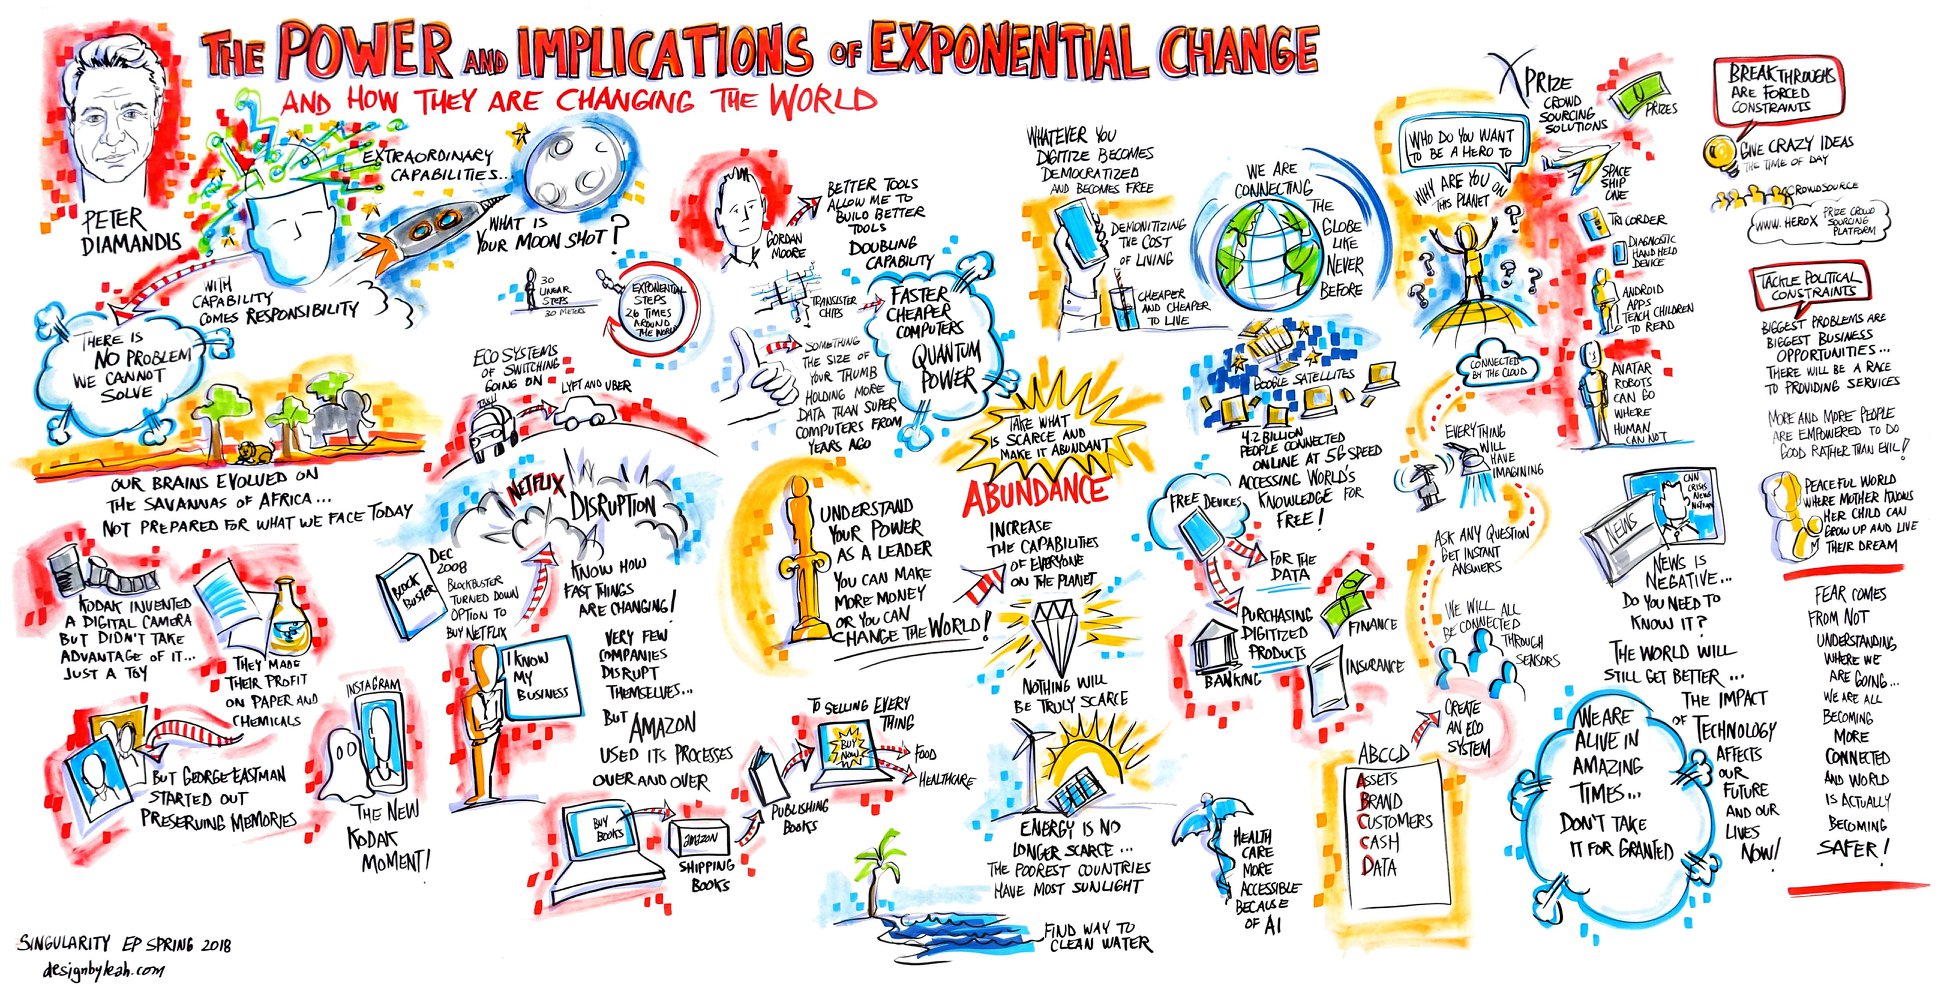 THE POWER AND IMPLICATIONS OF EXPONENTIAL CHANGE
AND HOW THEY ARE CHANGING THE WORLD
PETER
DIAMANDIS
EXTRAORDINARY
CAPABILITIES...
WHAT IS
YOUR MOON SHOT?
WITH
CAPABILITY
COMES RESPONSIBILITY
THERE IS
NO PROBLEM
WE CANNOT
SOLVE
30
LINEAR
STEPS
30 METERS
EXPONENTIAL
STEPS
26 TIMES
AROUND
THE WORLD
OUR BRAINS EVOLVED ON
THE SAVANNAS OF AFRICA...
NOT PREPARED FOR WHAT WE FACE TODAY
ECO SYSTEMS
OF SWITCHING
GOING ON
LYFT AND UBER
KODAK INVENTED
A DIGITAL CAMERA
BUT DIDN'T TAKE
ADVANTAGE OF IT...
JUST A TOY
THEY MADE
THEIR PROFIT
ON PAPER AND
CHEMICALS
BUT GEORGE EASTMAN
STARTED OUT
PRESERVING MEMORIES
INSTAGRAM
THE NEW
KODAK
MOMENT!
NETFLIX
DISRUPTION
BLOCK
BUSTER
DEC
2008
BLOCKBUSTER
TURNED DOWN
OPTION TO
BUY NETFLIX
KNOW HOW
FAST THINGS
ARE CHANGING!
I KNOW
MY
BUSINESS
VERY FEW
COMPANIES
DISRUPT
THEMSELVES...
BUT AMAZON
USED ITS PROCESSES
OVER AND OVER
BUY
BOOKS
AMAZON
SHIPPING
BOOKS
PUBLISHING
BOOKS
TO SELLING EVERY
THING
BUY
NOW
FOOD
HEALTHCARE
GORDAN
MOORE
BETTER TOOLS
ALLOW ME TO
BUILD BETTER
TOOLS
DOUBLING
CAPABILITY
TRANSISTER
CHIPS
FASTER
CHEAPER
COMPUTERS
QUANTUM
POWER
SOMETHING
THE SIZE OF
YOUR THUMB
HOLDING MORE
DATA THAN SUPER
COMPUTERS FROM
YEARS AGO
UNDERSTAND
YOUR POWER
AS A LEADER
YOU CAN MAKE
MORE MONEY
OR YOU CAN
CHANGE THE WORLD!
WHATEVER YOU
DIGITIZE BECOMES
DEMOCRATIZED
AND BECOMES FREE
DEMONITIZING
THE COST
OF LIVING
CHEAPER
AND CHEAPER
TO LIVE
TAKE WHAT
IS SCARCE AND
MAKE IT ABUNDANT
ABUNDANCE
INCREASE
THE CAPABILITIES
OF EVERYONE
ON THE PLANET
NOTHING WILL
BE TRULY SCARCE
ENERGY IS NO
LONGER SCARCE...
THE POOREST COUNTRIES
HAVE MOST SUNLIGHT
FIND WAY TO
CLEAN WATER
WE ARE
CONNECTING
THE
GLOBE
LIKE
NEVER
BEFORE
GOOGLE SATELLITES
4.2 BILLION
PEOPLE CONNECTED
ONLINE AT 5G SPEED
ACCESSING WORLD'S
KNOWLEDGE FOR
FREE!
FREE DEVICES
FOR THE
DATA
PURCHASING
DIGITIZED
PRODUCTS
BANKING
FINANCE
INSURANCE
HEALTH
CARE
MORE
ACCESSIBLE
BECAUSE
OF AI
ABCCD
ASSETS
BRAND
CUSTOMERS
CASH
DATA
CREATE
AN ECO
SYSTEM
WHO DO YOU WANT
TO BE A HERO TO
WHY ARE YOU ON
THIS PLANET
CONNECTED
BY THE CLOUD
EVERYTHING
WILL
HAVE
IMAGINING
ASK ANY QUESTION
GET INSTANT
ANSWERS
WE WILL ALL
BE CONNECTED
THROUGH
SENSORS
XPRIZE
CROWD
SOURCING
SOLUTIONS
PRIZES
SPACE
SHIP
ONE
TRICORDER
DIAGNOSTIC
HAND HELD
DEVICE
ANDROID
APPS
TEACH CHILDREN
TO READ
AVATAR
ROBOTS
CAN GO
WHERE
HUMAN
CAN NOT
NEWS
CNN
CRISIS
NEWS
NEWS IS
NEGATIVE...
DO YOU NEED TO
KNOW IT?
THE WORLD WILL
STILL GET BETTER...
THE IMPACT
OF TECHNOLOGY
AFFECTS
OUR
FUTURE
AND OUR
LIVES
NOW!
WE ARE
ALIVE IN
AMAZING
TIMES...
DON'T TAKE
IT FOR GRANTED
BREAKTHROUGHS
ARE FORCED
CONSTRAINTS
GIVE CRAZY IDEAS
THE TIME OF DAY
CROWDSOURCE
WWW. HEROX PRIZE CROWD
SOURCING
PLATFORM
TACKLE POLITICAL
CONSTRAINTS
BIGGEST PROBLEMS ARE
BIGGEST BUSINESS
OPPORTUNITIES...
THERE WILL BE A RACE
TO PROVIDING SERVICES
MORE AND MORE PEOPLE
ARE EMPOWERED TO DO
GOOD RATHER THAN EVIL!
PEACEFUL WORLD
WHERE MOTHER KNOWS
HER CHILD CAN
GROW UP AND LIVE
THEIR DREAM
FEAR COMES
FROM NOT
UNDERSTANDING
WHERE WE
ARE GOING...
WE ARE ALL
BECOMING
MORE
CONNECTED
AND WORLD
IS ACTUALLY
BECOMING
SAFER!
SINGULARITY EP SPRING 2018
designbyleah.com